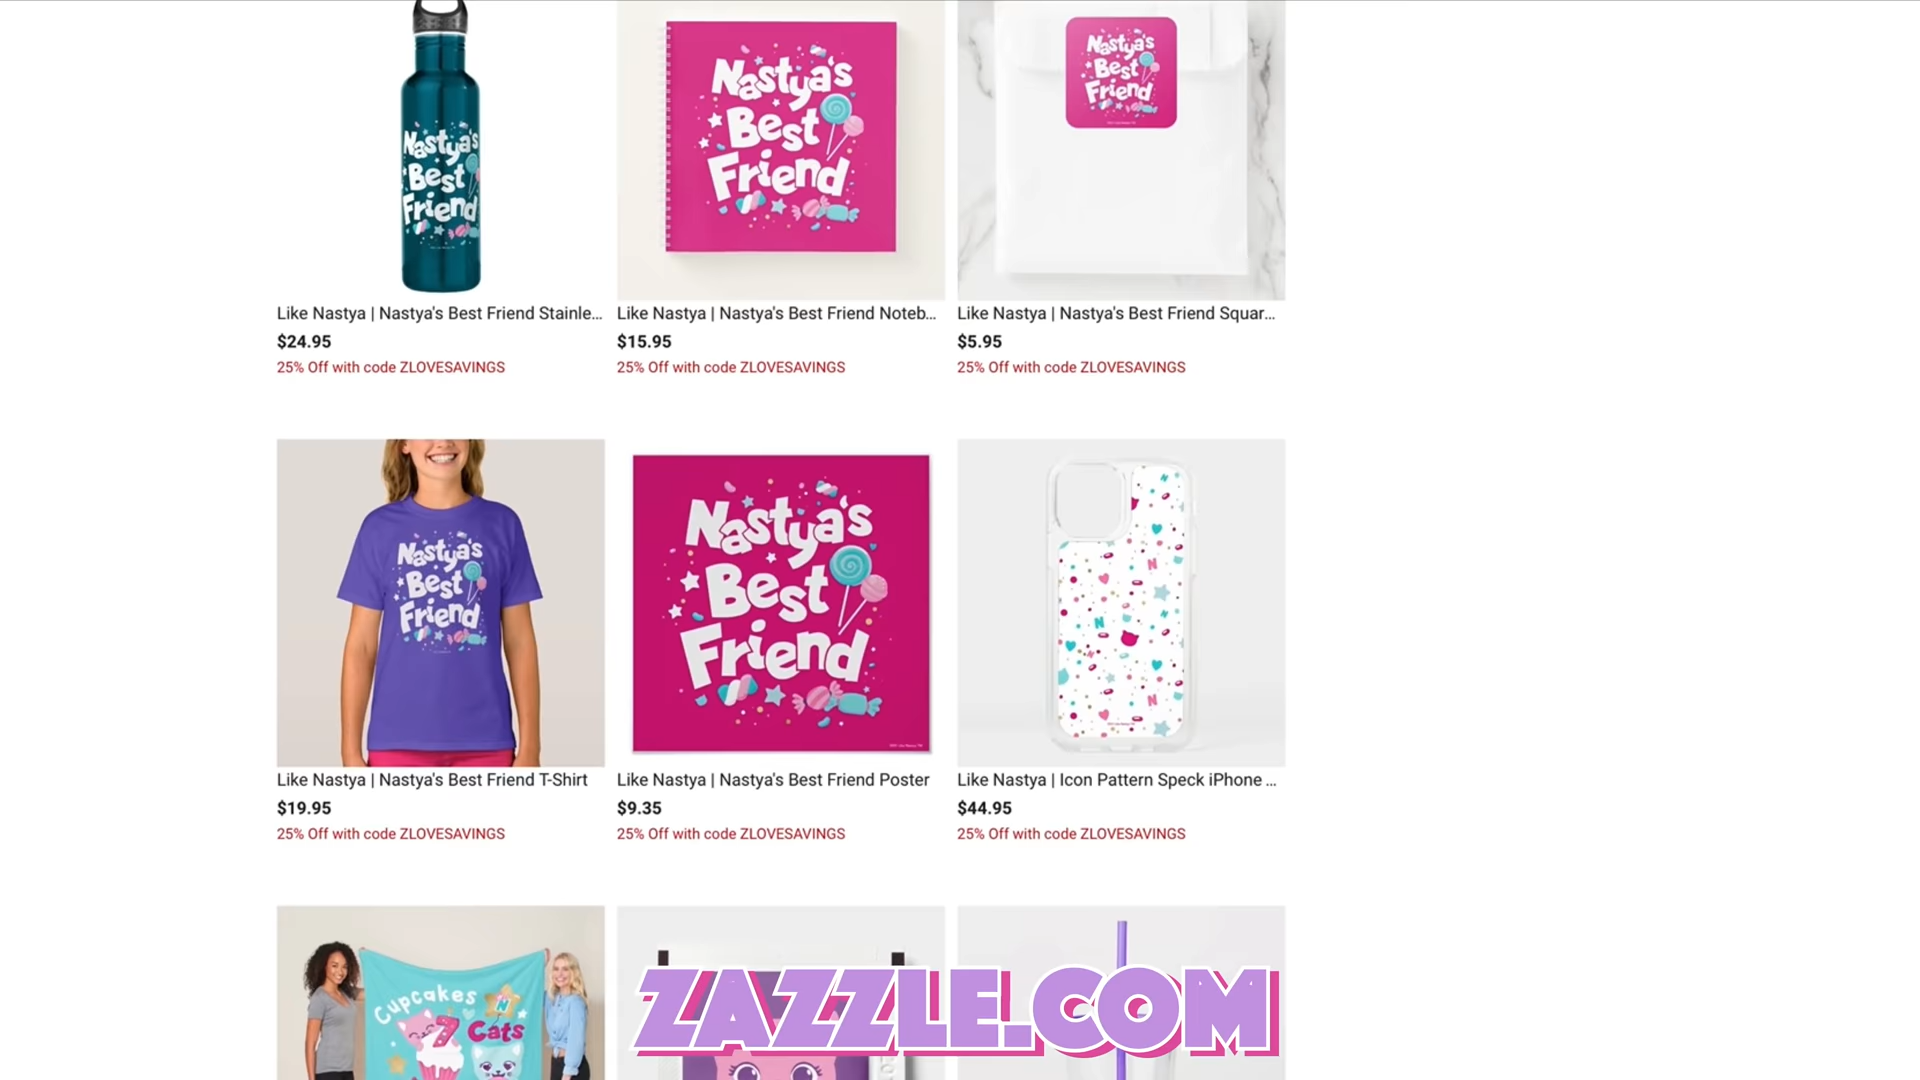 Nastya's
Best
Friend
Nastya's
Best
Friend
Nastya's
Best
Friend
Like Nastya | Nastya's Best Friend Stainle...
$24.95
25% Off with code ZLOVESAVINGS
Like Nastya | Nastya's Best Friend Noteb...
$15.95
25% Off with code ZLOVESAVINGS
Like Nastya | Nastya's Best Friend Squar...
$5.95
25% Off with code ZLOVESAVINGS
Nastya's
Best
Friend
Nastya's
Best
Friend
N
N
N
N
N
Like Nastya | Nastya's Best Friend T-Shirt
$19.95
25% Off with code ZLOVESAVINGS
Like Nastya | Nastya's Best Friend Poster
$9.35
25% Off with code ZLOVESAVINGS
Like Nastya | Icon Pattern Speck iPhone ...
$44.95
25% Off with code ZLOVESAVINGS
Cupcakes
N
7 Cats
ZAZZLE.COM